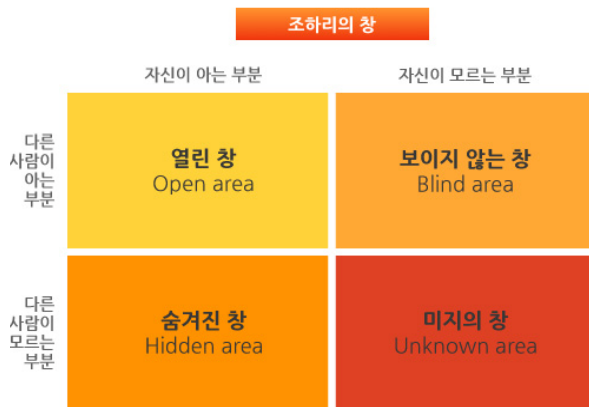 조하리의 창
자신이 아는 부분
자신이 모르는 부분
다른
사람이
아는
부분
열린 창
Open area
보이지 않는 창
Blind area
다른
사람이
모르는
부분
숨겨진 창
Hidden area
미지의 창
Unknown area